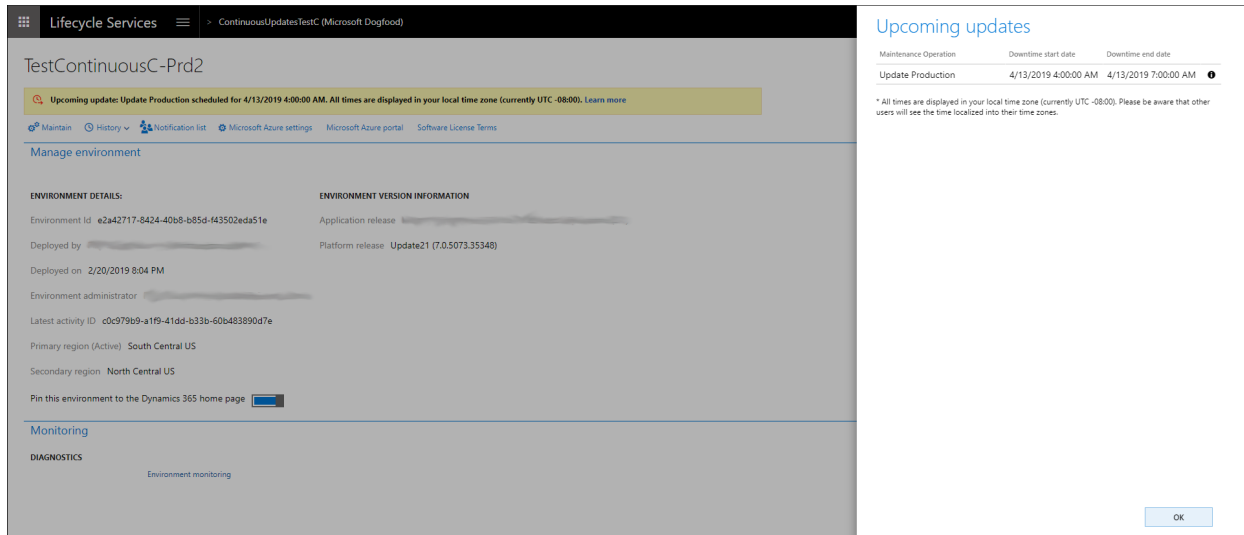 Lifecycle Services > ContinuousUpdatesTestC (Microsoft Dogfood)
TestContinuousC-Prd2
Upcoming update: Update Production scheduled for 4/13/2019 4:00:00 AM. All times are displayed in your local time zone (currently UTC -08:00). Learn more
Maintain History Notification list Microsoft Azure settings Microsoft Azure portal Software License Terms
Manage environment
ENVIRONMENT DETAILS:
Environment Id e2a42717-8424-40b8-b85d-f43502eda51e
Deployed by
Deployed on 2/20/2019 8:04 PM
Environment administrator
Latest activity ID c0c979b9-a1f9-41dd-b33b-60b483890d7e
Primary region (Active) South Central US
Secondary region North Central US
Pin this environment to the Dynamics 365 home page
ENVIRONMENT VERSION INFORMATION
Application release
Platform release Update21 (7.0.5073.35348)
Monitoring
DIAGNOSTICS
Environment monitoring
Upcoming updates
Maintenance Operation Downtime start date Downtime end date
Update Production 4/13/2019 4:00:00 AM 4/13/2019 7:00:00 AM
* All times are displayed in your local time zone (currently UTC -08:00). Please be aware that other
users will see the time localized into their time zones.
OK